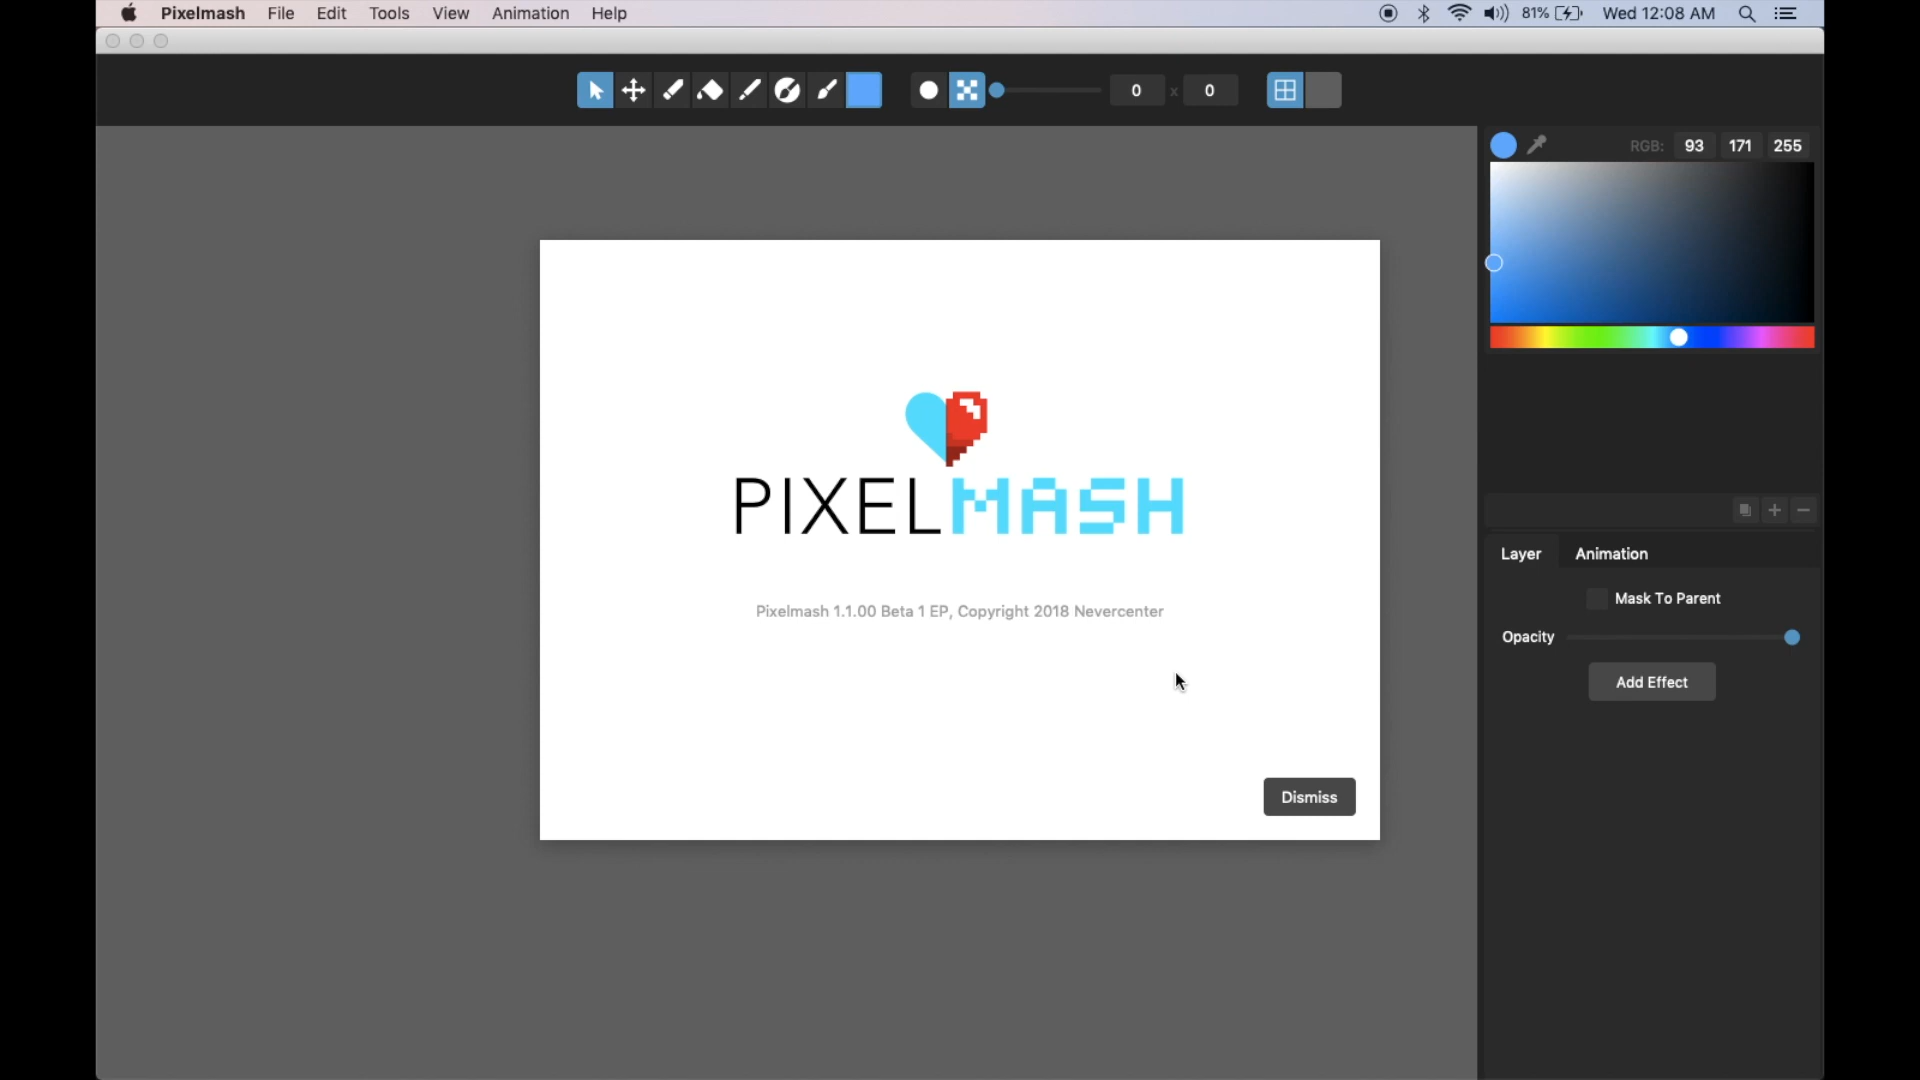 Pixelmash File Edit Tools View Animation Help 81% Wed 12:08 AM
0 x 0
RGB: 93 171 255
PIXELMASH
Pixelmash 1.1.00 Beta 1 EP, Copyright 2018 Nevercenter
Dismiss
Layer Animation
Mask To Parent
Opacity
Add Effect